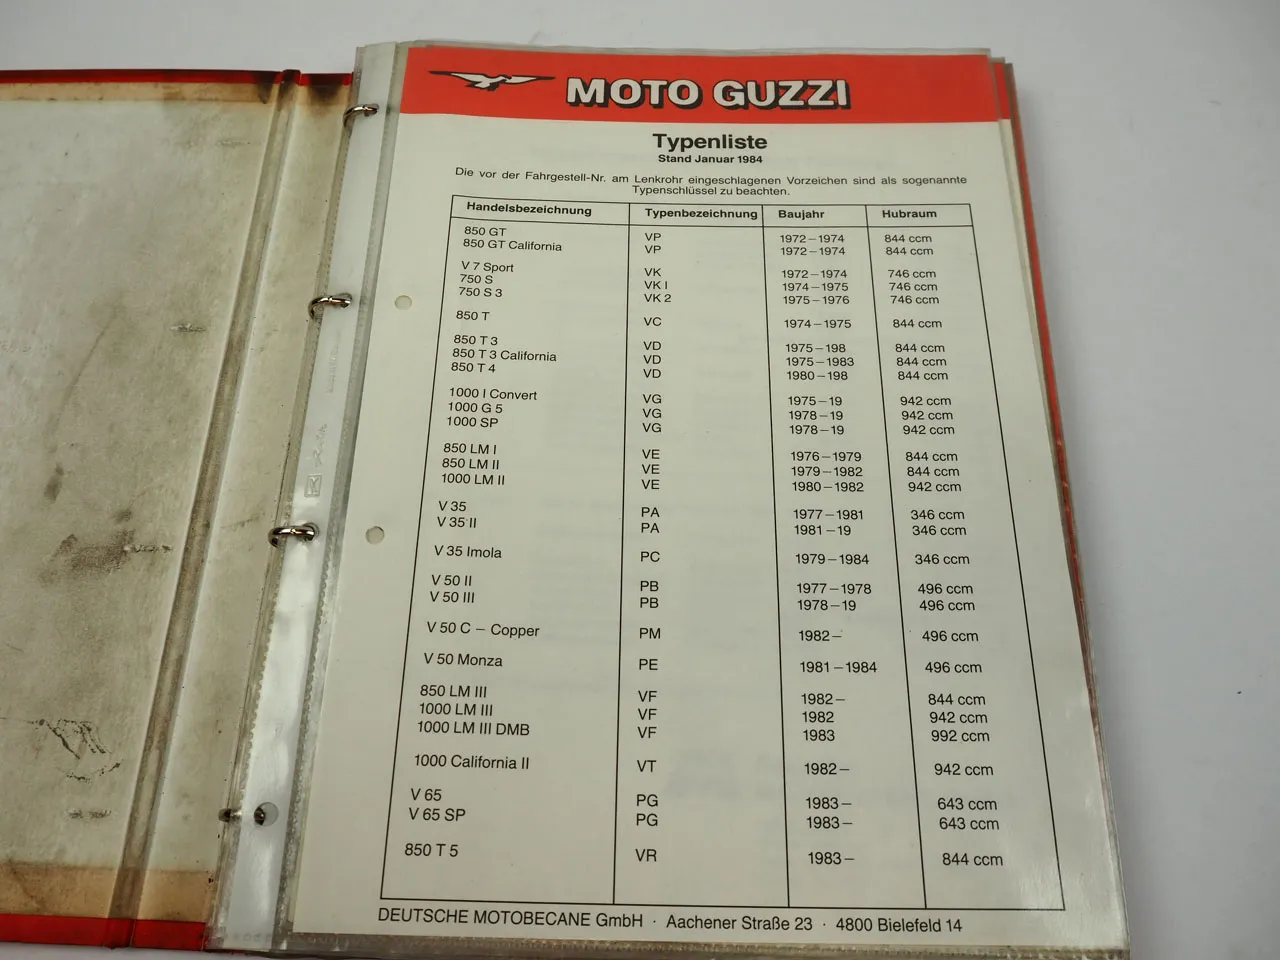 MOTO GUZZI
Typenliste
Stand Januar 1984
Die vor der Fahrgestell-Nr. am Lenkrohr eingeschlagenen Vorzeichen sind als sogenannte
Typenschlüssel zu beachten.
Handelsbezeichnung Typenbezeichnung Baujahr Hubraum
850 GT VP 1972–1974 844 ccm
850 GT California VP 1972–1974 844 ccm
V 7 Sport VK 1972–1974 746 ccm
750 S VK I 1974–1975 746 ccm
750 S 3 VK 2 1975–1976 746 ccm
850 T VC 1974–1975 844 ccm
850 T 3 VD 1975–198 844 ccm
850 T 3 California VD 1975–1983 844 ccm
850 T 4 VD 1980–198 844 ccm
1000 I Convert VG 1975–19 942 ccm
1000 G 5 VG 1978–19 942 ccm
1000 SP VG 1978–19 942 ccm
850 LM I VE 1976–1979 844 ccm
850 LM II VE 1979–1982 844 ccm
1000 LM II VE 1980–1982 942 ccm
V 35 PA 1977–1981 346 ccm
V 35 II PA 1981–19 346 ccm
V 35 Imola PC 1979–1984 346 ccm
V 50 II PB 1977–1978 496 ccm
V 50 III PB 1978–19 496 ccm
V 50 C – Copper PM 1982– 496 ccm
V 50 Monza PE 1981–1984 496 ccm
850 LM III VF 1982– 844 ccm
1000 LM III VF 1982 942 ccm
1000 LM III DMB VF 1983 992 ccm
1000 California II VT 1982– 942 ccm
V 65 PG 1983– 643 ccm
V 65 SP PG 1983– 643 ccm
850 T 5 VR 1983– 844 ccm
DEUTSCHE MOTOBECANE GmbH · Aachener Straße 23 · 4800 Bielefeld 14